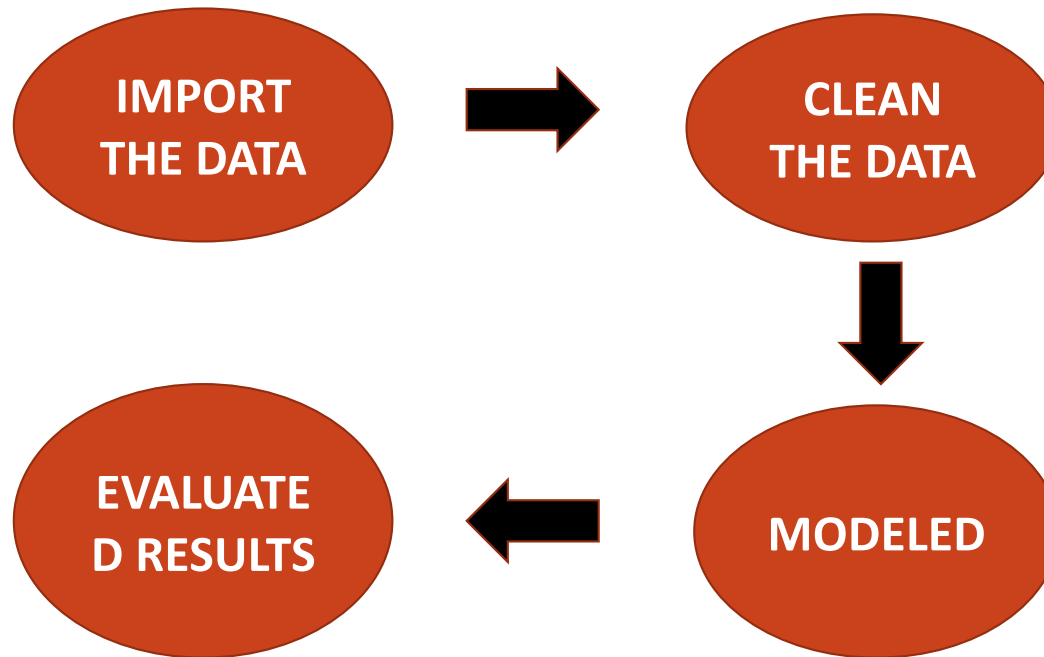 IMPORT
THE DATA
CLEAN
THE DATA
MODELED
EVALUATE
D RESULTS